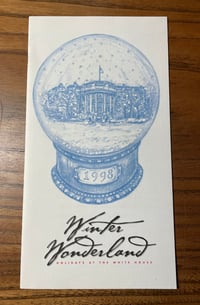 1998
Winter
Wonderland
HOLIDAYS AT THE WHITE HOUSE